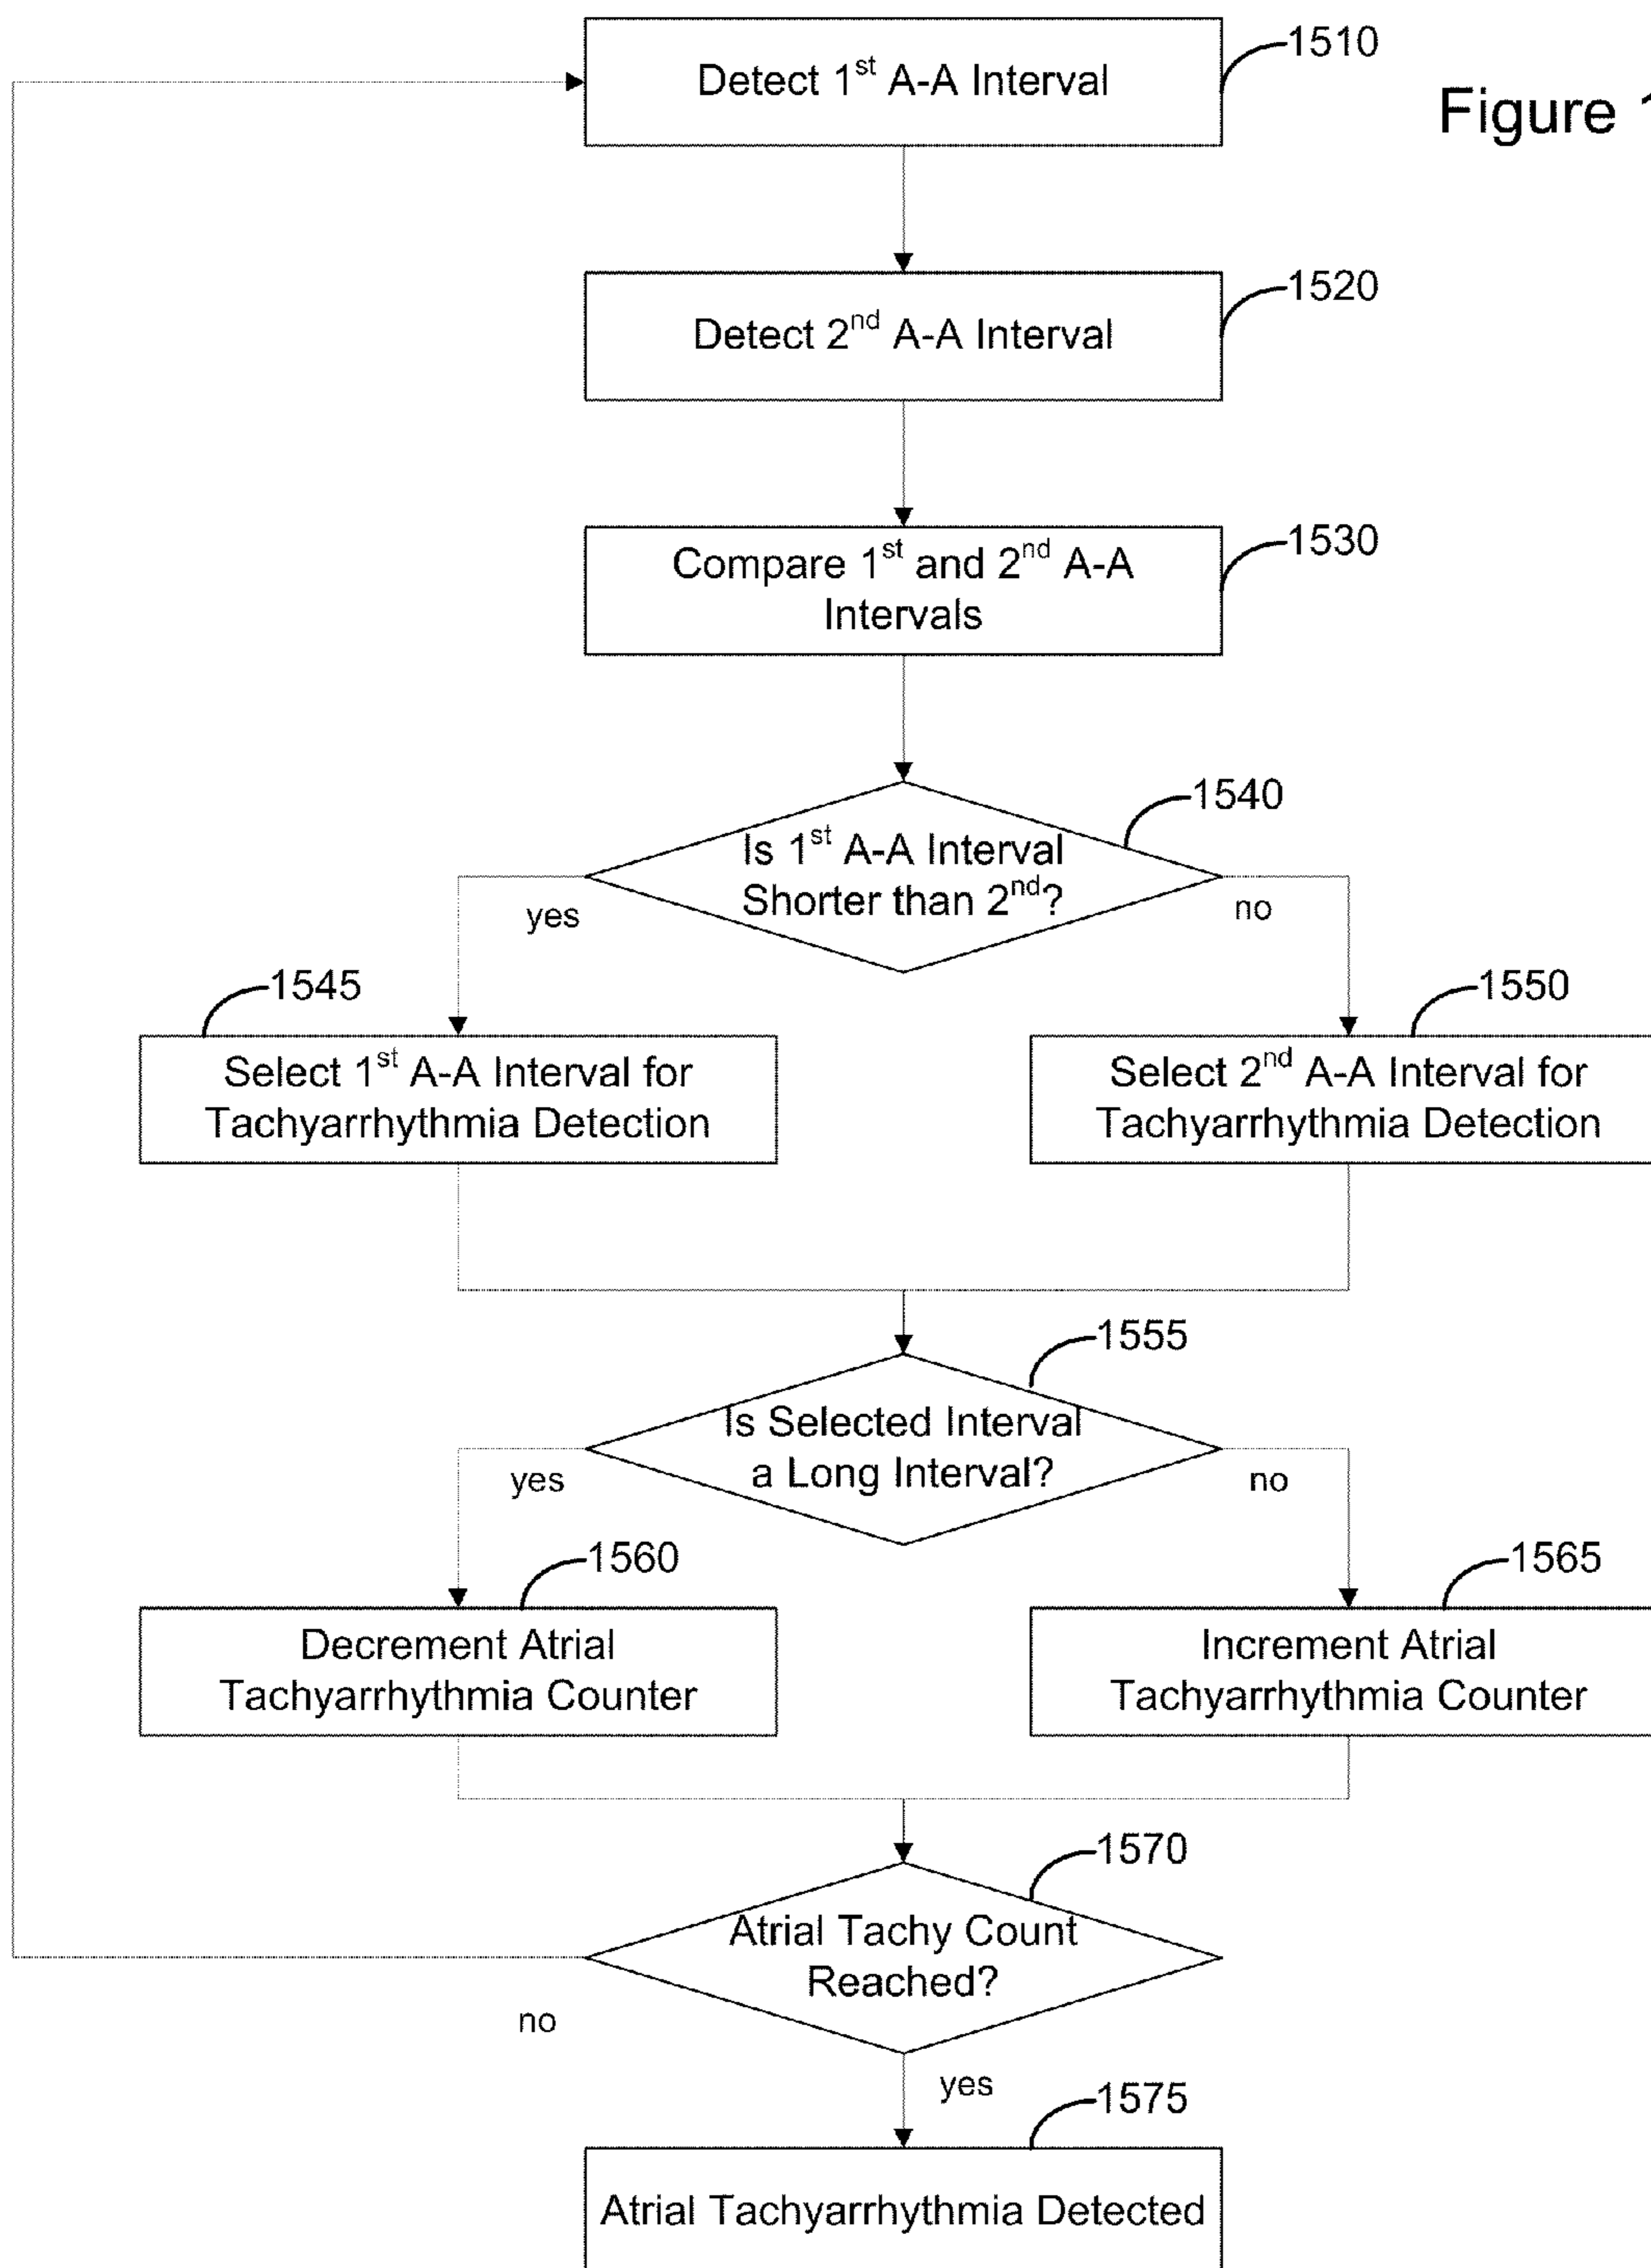 Detect 1st A-A Interval
1510
Figure 1
Detect 2nd A-A Interval
1520
Compare 1st and 2nd A-A
Intervals
1530
Is 1st A-A Interval
Shorter than 2nd?
1540
yes
no
1545
1550
Select 1st A-A Interval for
Tachyarrhythmia Detection
Select 2nd A-A Interval for
Tachyarrhythmia Detection
1555
Is Selected Interval
a Long Interval?
yes
no
1560
1565
Decrement Atrial
Tachyarrhythmia Counter
Increment Atrial
Tachyarrhythmia Counter
1570
Atrial Tachy Count
Reached?
no
yes
1575
Atrial Tachyarrhythmia Detected